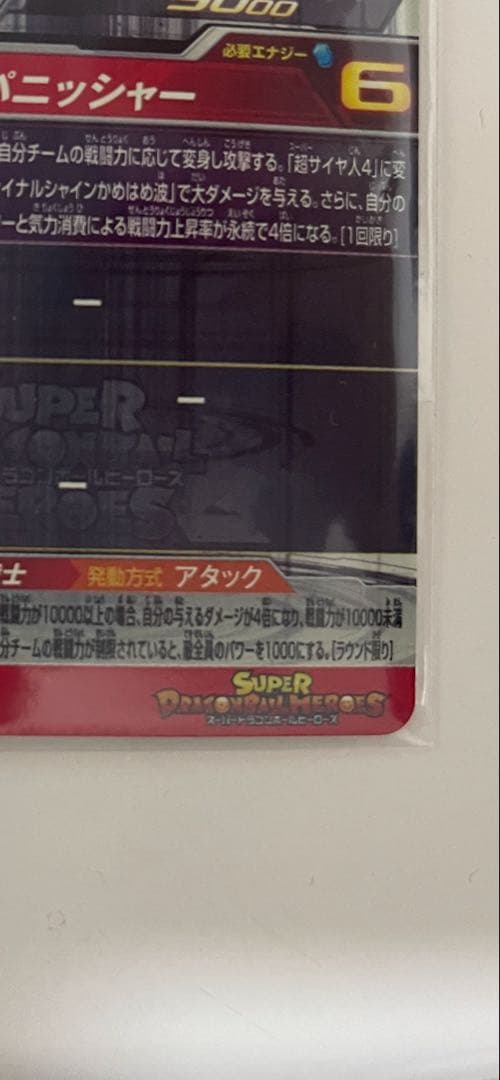 3000
必要エナジー
パニッシャー
6
自分チームの戦闘力に応じて変身し攻撃する。「超サイヤ人4」に変
イナルシャインかめはめ波」で大ダメージを与える。さらに、自分の
ーと気力消費による戦闘力上昇率が永続で4倍になる。[1回限り]
SUPER
ラゴンボールヒーローズ
士 発動方式 アタック
戦闘力が10000以上の場合、自分の与えるダメージが4倍になり、戦闘力が10000未満
分チームの戦闘力が制限されていると、敵全員のパワーを1000にする。[ラウンド限り]
SUPER
DRAGONBALL HEROES
スーパードラゴンボールヒーローズ